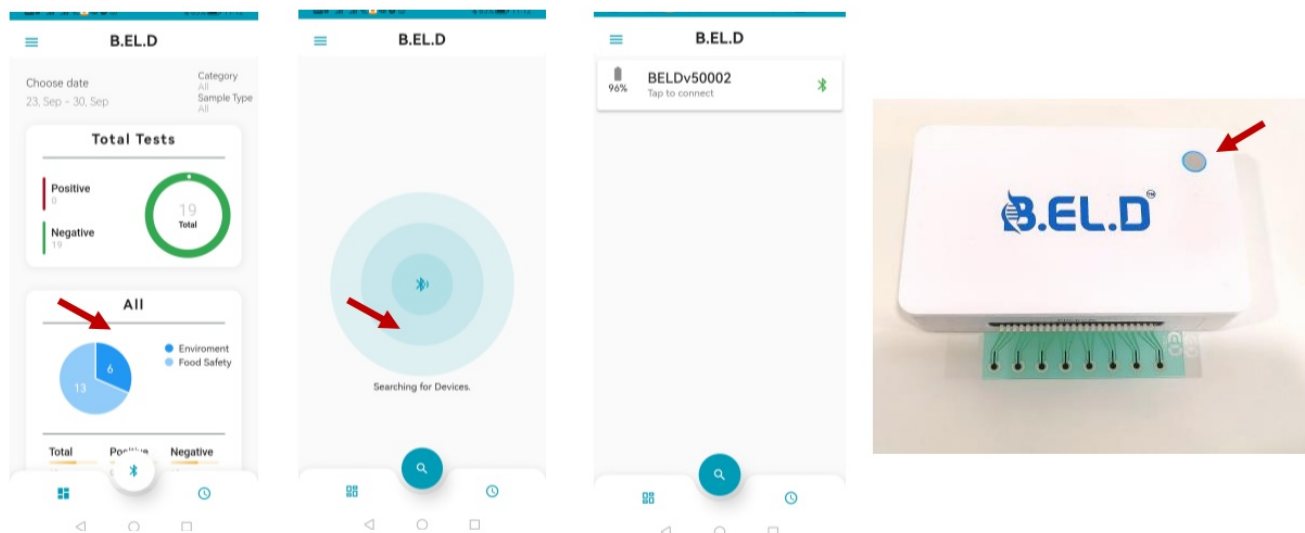 B.EL.D
Choose date
23, Sep - 30, Sep
Category
All
Sample Type
All
Total Tests
Positive
0
Negative
19
19
Total
All
6
13
Enviroment
Food Safety
Total
Negative
B.EL.D
Searching for Devices.
B.EL.D
96%
BELDv50002
Tap to connect
B.EL.D™